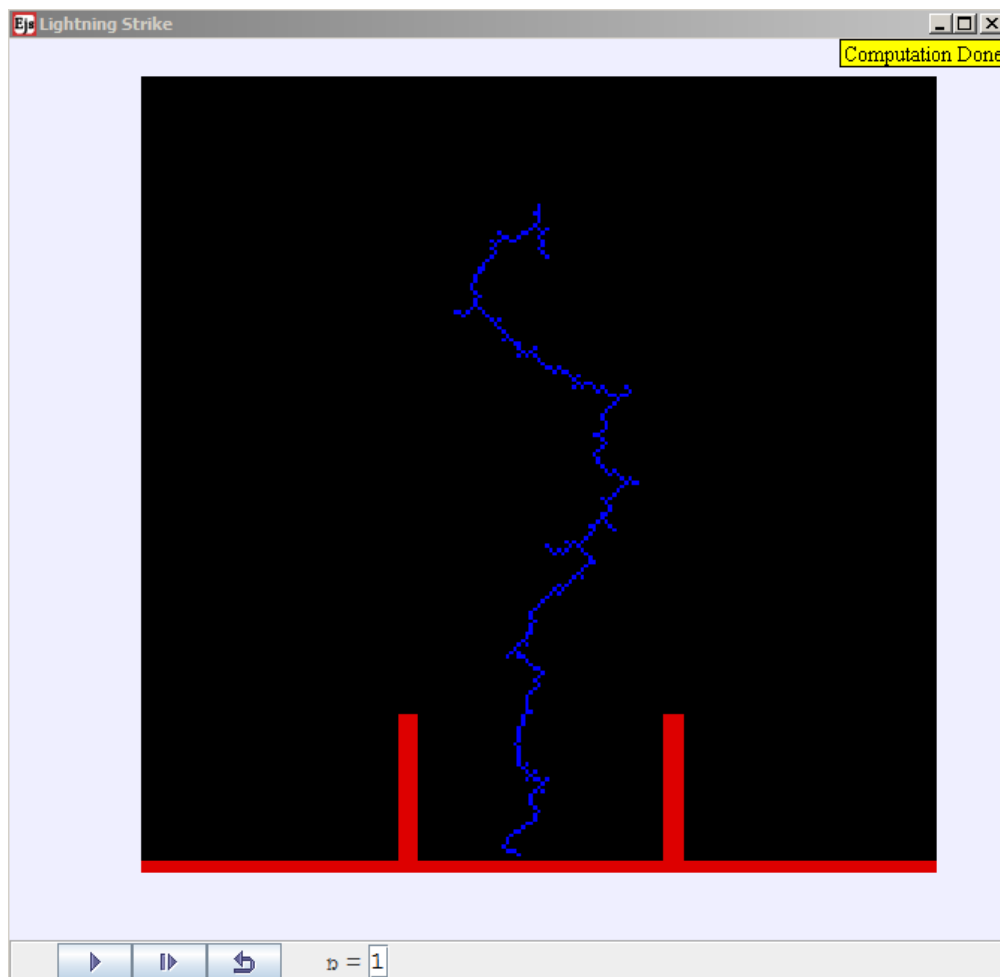 Ejs Lightning Strike
Computation Done
n = 1